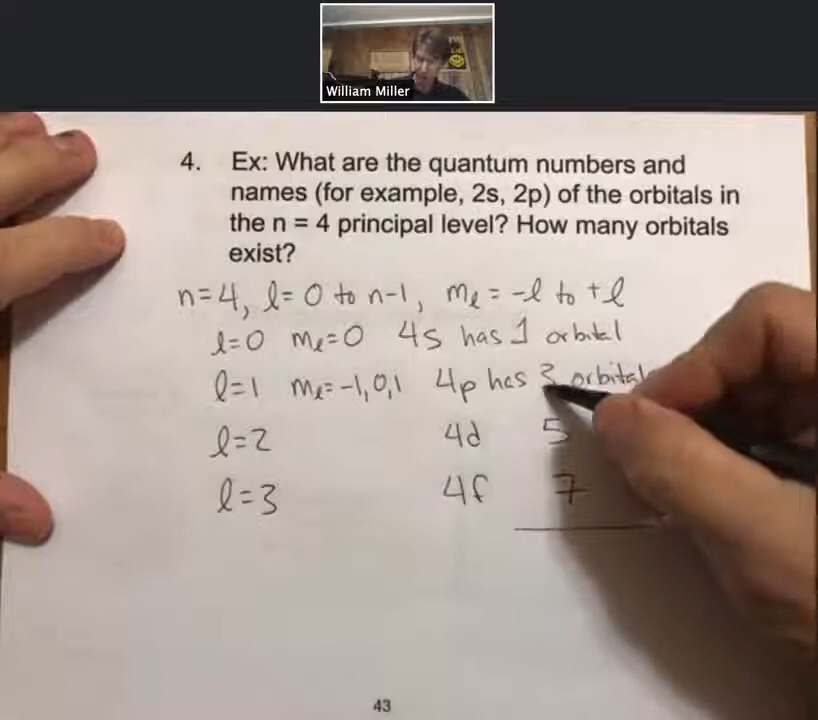 William Miller
4. Ex: What are the quantum numbers and
names (for example, 2s, 2p) of the orbitals in
the n = 4 principal level? How many orbitals
exist?
n=4, l=0 to n-1, mₗ = -l to +l
l=0 mₗ=0 4s has 1 orbital
l=1 mₗ=-1,0,1 4p has 3 orbital
l=2 4d 5
l=3 4f 7
43